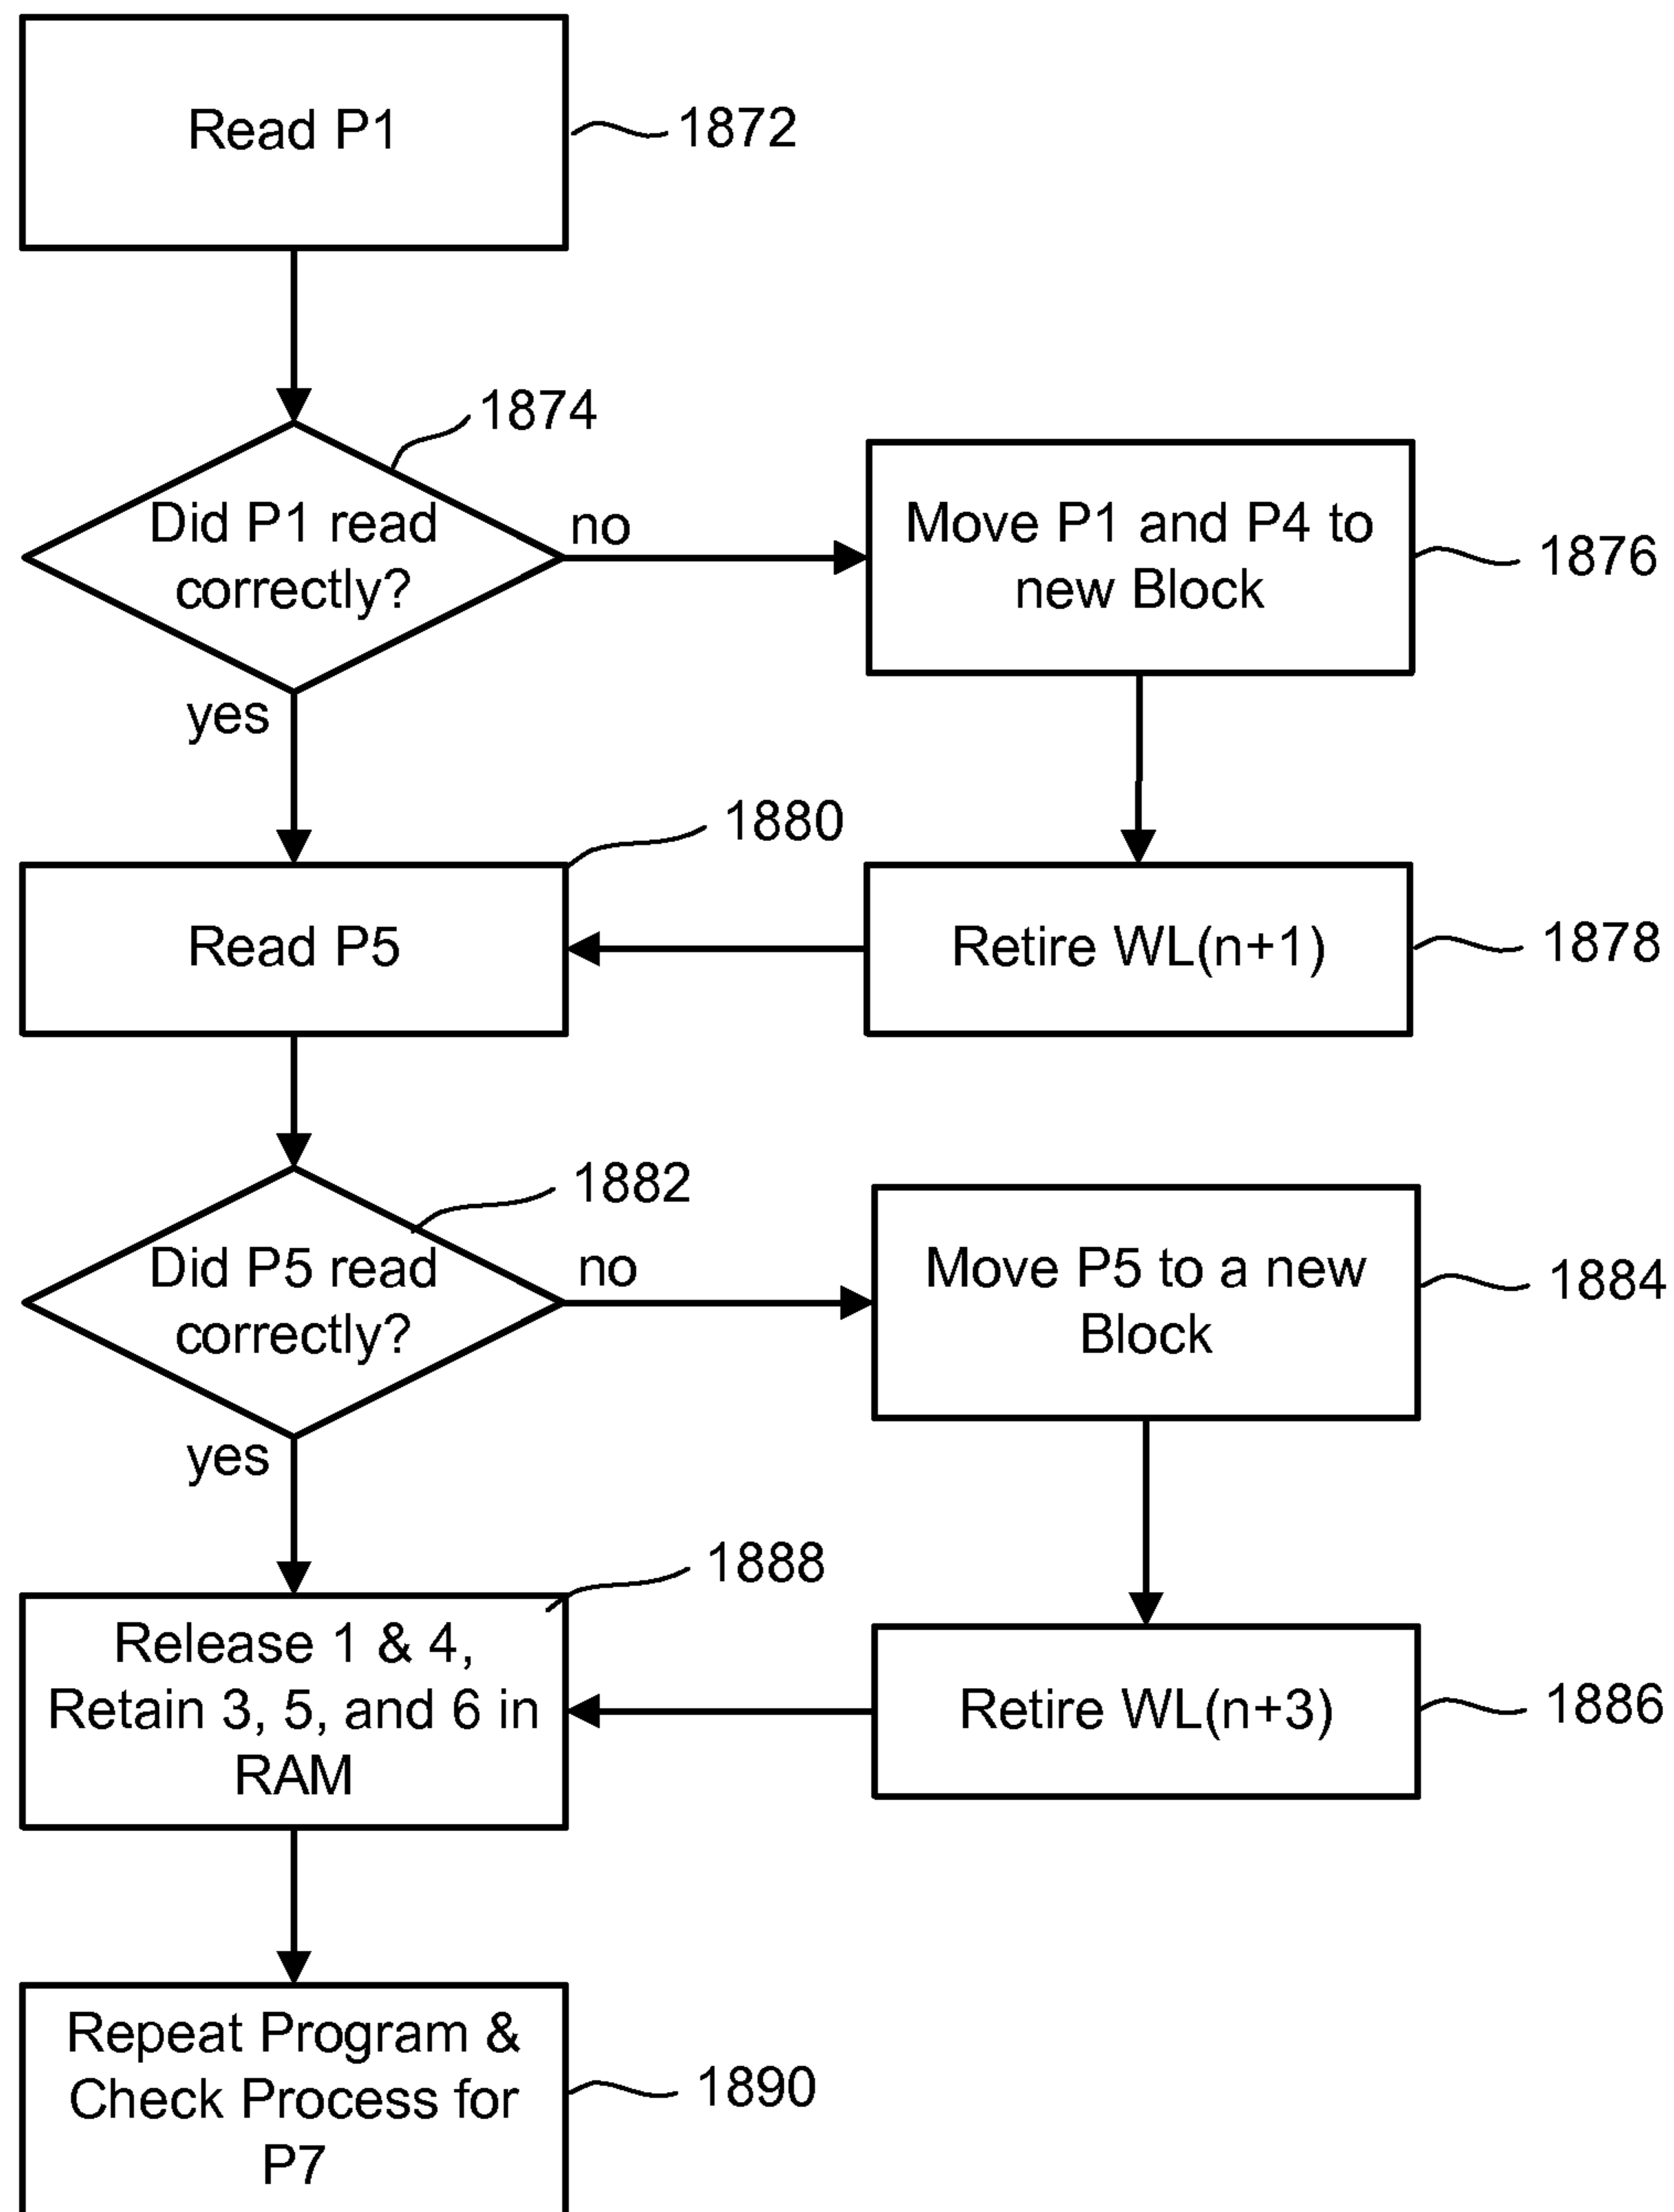 Read P1
1872
1874
Did P1 read
correctly?
no
Move P1 and P4 to
new Block
1876
yes
1880
Read P5
Retire WL(n+1)
1878
1882
Did P5 read
correctly?
no
Move P5 to a new
Block
1884
yes
1888
Release 1 & 4,
Retain 3, 5, and 6 in
RAM
Retire WL(n+3)
1886
Repeat Program &
Check Process for
P7
1890